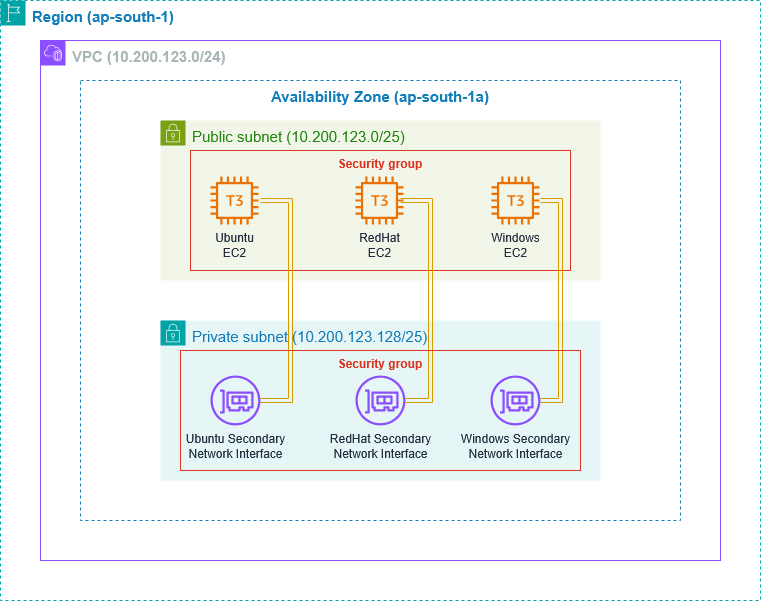 Region (ap-south-1)
VPC (10.200.123.0/24)
Availability Zone (ap-south-1a)
Public subnet (10.200.123.0/25)
Security group
T3
T3
T3
Ubuntu
EC2
RedHat
EC2
Windows
EC2
Private subnet (10.200.123.128/25)
Security group
Ubuntu Secondary
Network Interface
RedHat Secondary
Network Interface
Windows Secondary
Network Interface